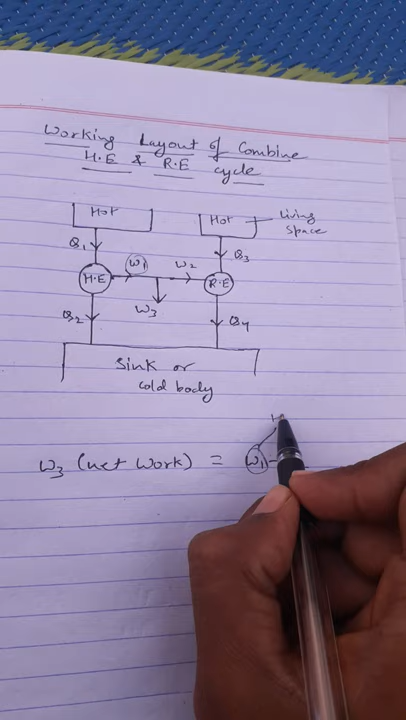 Working Layout of Combine
H.E & R.E cycle
Hot
Hot
Living
space
Q1
W1
W2
Q3
H.E
R.E
W3
Q2
Q4
Sink or
cold body
W3 (net work) = W1